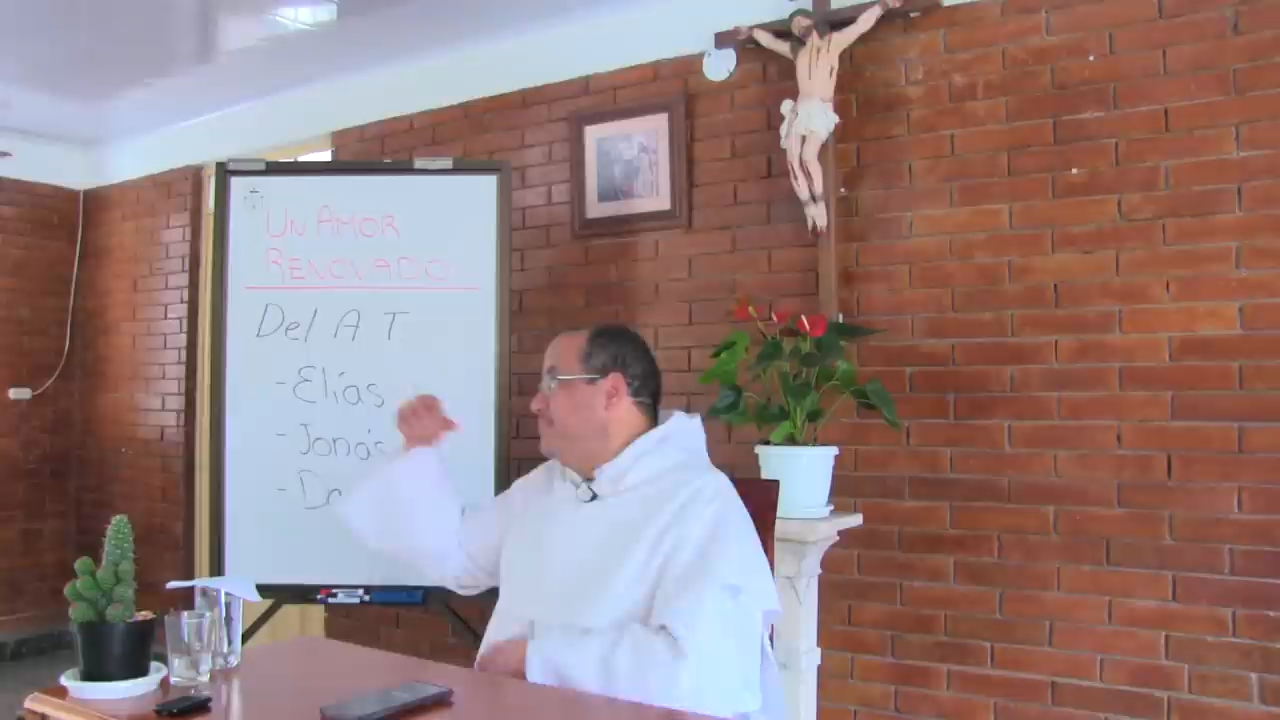 UN AMOR
RENOVADO
Del A T
- Elías
- Jonás